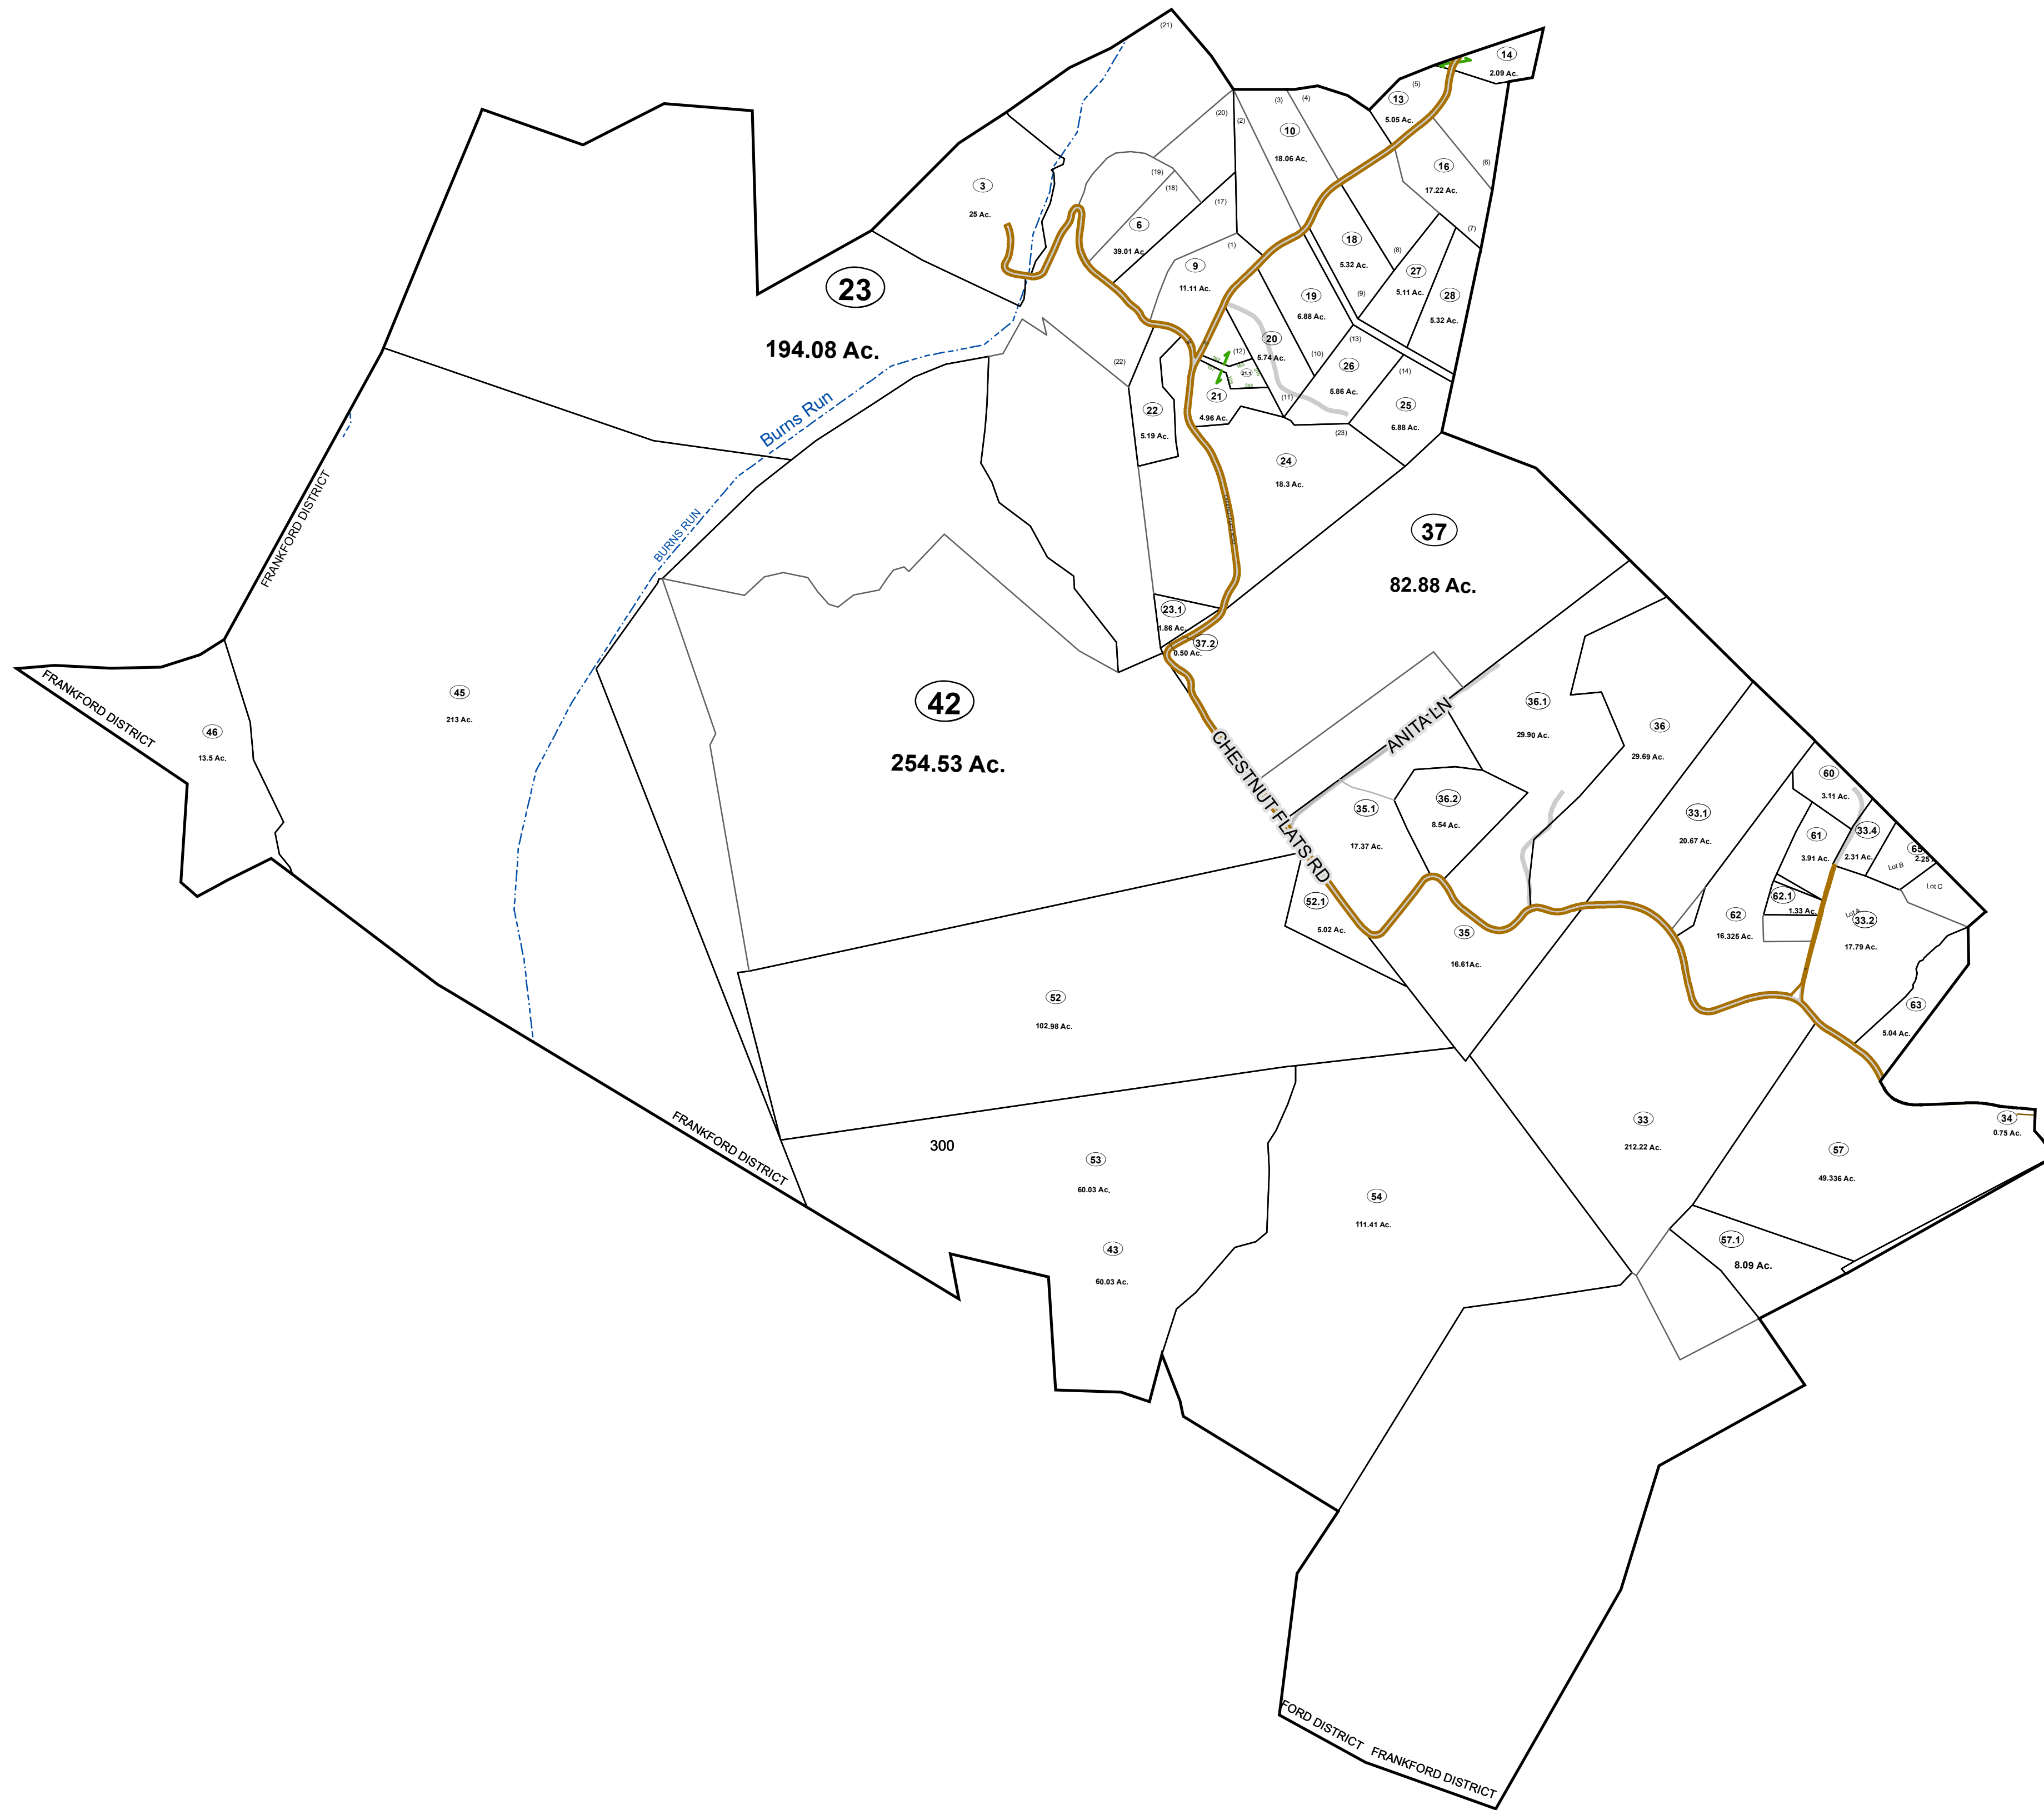 (21)
14
2.09 Ac.
(5)
13
5.05 Ac.
(3)
(4)
(20)
(2)
10
18.06 Ac.
(6)
16
17.22 Ac.
3
25 Ac.
(19)
(18)
(17)
6
39.01 Ac.
(7)
(1)
18
5.32 Ac.
(8)
9
11.11 Ac.
27
5.11 Ac.
23
194.08 Ac.
19
6.88 Ac.
(9)
28
5.32 Ac.
20
5.74 Ac.
(12)
(13)
(10)
(22)
26
5.86 Ac.
(14)
21.1
21
4.96 Ac.
(11)
22
5.19 Ac.
25
6.88 Ac.
(23)
Burns Run
24
18.3 Ac.
BURNS RUN
FRANKFORD DISTRICT
37
82.88 Ac.
23.1
1.86 Ac.
37.2
0.50 Ac.
FRANKFORD DISTRICT
45
213 Ac.
42
254.53 Ac.
46
13.5 Ac.
ANITA LN
36.1
29.90 Ac.
36
29.69 Ac.
CHESTNUT FLATS RD
35.1
17.37 Ac.
36.2
8.54 Ac.
33.1
20.67 Ac.
60
3.11 Ac.
61
3.91 Ac.
33.4
2.31 Ac.
65
2.25
Lot B
Lot C
62.1
1.33 Ac.
Lot A
33.2
17.79 Ac.
62
16.325 Ac.
52.1
5.02 Ac.
35
16.61Ac.
52
102.98 Ac.
63
5.04 Ac.
34
0.75 Ac.
33
212.22 Ac.
57
49.336 Ac.
FRANKFORD DISTRICT
300
53
60.03 Ac.
54
111.41 Ac.
43
60.03 Ac.
57.1
8.09 Ac.
FORD DISTRICT
FRANKFORD DISTRICT